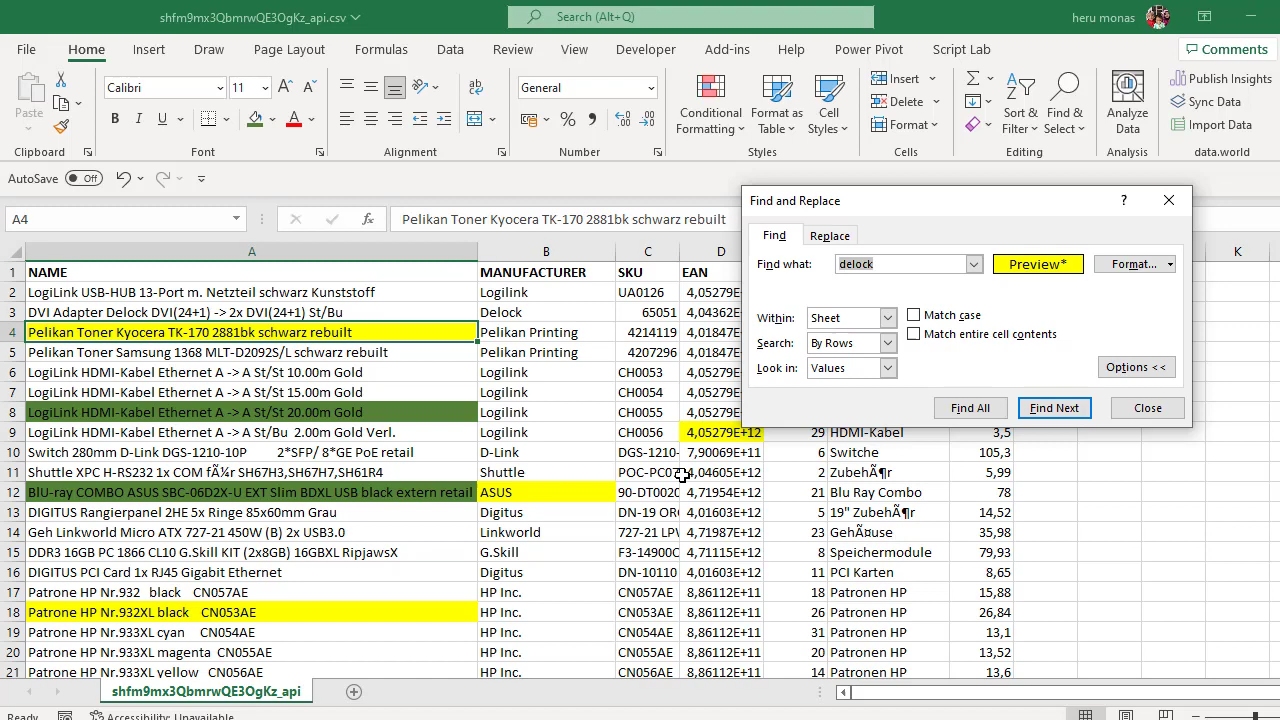 shfm9mx3QbmrwQE3OgKz_api.csv
Search (Alt+Q)
heru monas
File Home Insert Draw Page Layout Formulas Data Review View Developer Add-ins Help Power Pivot Script Lab Comments
Paste
Calibri 11
B I U
General
Conditional Formatting
Format as Table
Cell Styles
Insert
Delete
Format
Sort & Filter
Find & Select
Analyze Data
Publish Insights
Sync Data
Import Data
Clipboard Font Alignment Number Styles Cells Editing Analysis data.world
AutoSave Off
A4 fx Pelikan Toner Kyocera TK-170 2881bk schwarz rebuilt
Find and Replace ?
Find Replace
Find what: delock Preview* Format...
Within: Sheet Match case
Search: By Rows Match entire cell contents
Look in: Values Options <<
Find All Find Next Close
A B C D K
1 NAME MANUFACTURER SKU EAN
2 LogiLink USB-HUB 13-Port m. Netzteil schwarz Kunststoff Logilink UA0126 4,05279E
3 DVI Adapter Delock DVI(24+1) -> 2x DVI(24+1) St/Bu Delock 65051 4,04362E
4 Pelikan Toner Kyocera TK-170 2881bk schwarz rebuilt Pelikan Printing 4214119 4,01847E
5 Pelikan Toner Samsung 1368 MLT-D2092S/L schwarz rebuilt Pelikan Printing 4207296 4,01847E
6 LogiLink HDMI-Kabel Ethernet A -> A St/St 10.00m Gold Logilink CH0053 4,05279E
7 LogiLink HDMI-Kabel Ethernet A -> A St/St 15.00m Gold Logilink CH0054 4,05279E
8 LogiLink HDMI-Kabel Ethernet A -> A St/St 20.00m Gold Logilink CH0055 4,05279E
9 LogiLink HDMI-Kabel Ethernet A -> A St/Bu 2.00m Gold Verl. Logilink CH0056 4,05279E+12 29 HDMI-Kabel 3,5
10 Switch 280mm D-Link DGS-1210-10P 2*SFP/ 8*GE PoE retail D-Link DGS-1210- 7,90069E+11 6 Switche 105,3
11 Shuttle XPC H-RS232 1x COM fÃ¼r SH67H3,SH67H7,SH61R4 Shuttle POC-PC07 4,04605E+12 2 ZubehÃ¶r 5,99
12 BlU-ray COMBO ASUS SBC-06D2X-U EXT Slim BDXL USB black extern retail ASUS 90-DT0020 4,71954E+12 21 Blu Ray Combo 78
13 DIGITUS Rangierpanel 2HE 5x Ringe 85x60mm Grau Digitus DN-19 ORG 4,01603E+12 5 19" ZubehÃ¶r 14,52
14 Geh Linkworld Micro ATX 727-21 450W (B) 2x USB3.0 Linkworld 727-21 LPV 4,71987E+12 23 GehÃ¤use 35,98
15 DDR3 16GB PC 1866 CL10 G.Skill KIT (2x8GB) 16GBXL RipjawsX G.Skill F3-14900C 4,71115E+12 8 Speichermodule 79,93
16 DIGITUS PCI Card 1x RJ45 Gigabit Ethernet Digitus DN-10110 4,01603E+12 11 PCI Karten 8,65
17 Patrone HP Nr.932 black CN057AE HP Inc. CN057AE 8,86112E+11 18 Patronen HP 15,88
18 Patrone HP Nr.932XL black CN053AE HP Inc. CN053AE 8,86112E+11 26 Patronen HP 26,84
19 Patrone HP Nr.933XL cyan CN054AE HP Inc. CN054AE 8,86112E+11 31 Patronen HP 13,1
20 Patrone HP Nr.933XL magenta CN055AE HP Inc. CN055AE 8,86112E+11 20 Patronen HP 13,52
21 Patrone HP Nr.933XL yellow CN056AE HP Inc. CN056AE 8,86112E+11 14 Patronen HP 13,6
shfm9mx3QbmrwQE3OgKz_api
Ready Accessibility: Unavailable